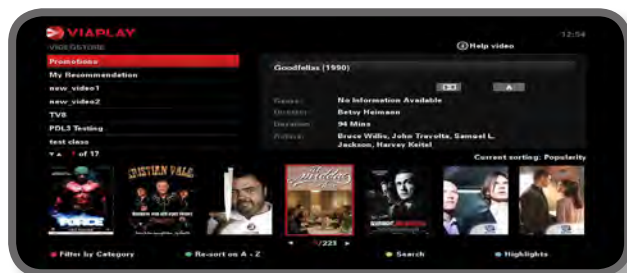 VIAPLAY
12:54
VIDEOSTORE
Help video
Promotions
My Recommendation
new_video1
new_video2
TV8
PDL3 Testing
test class
of 17
Goodfellas (1990)
A
Genre: No Information Available
Director: Betsy Heimann
Duration: 94 Mins
Actors: Bruce Willis, John Travolta, Samuel L.
Jackson, Harvey Keitel
Current sorting: Popularity
FORCE
/223
Filter by Category
Re-sort on A - Z
Search
Highlights